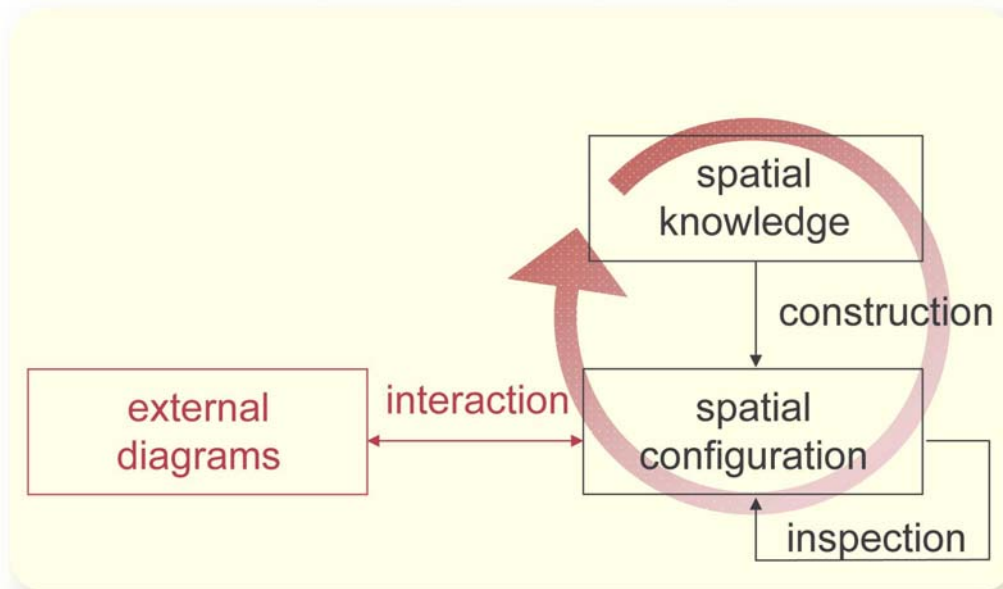 spatial
knowledge
construction
external
diagrams
interaction
spatial
configuration
inspection